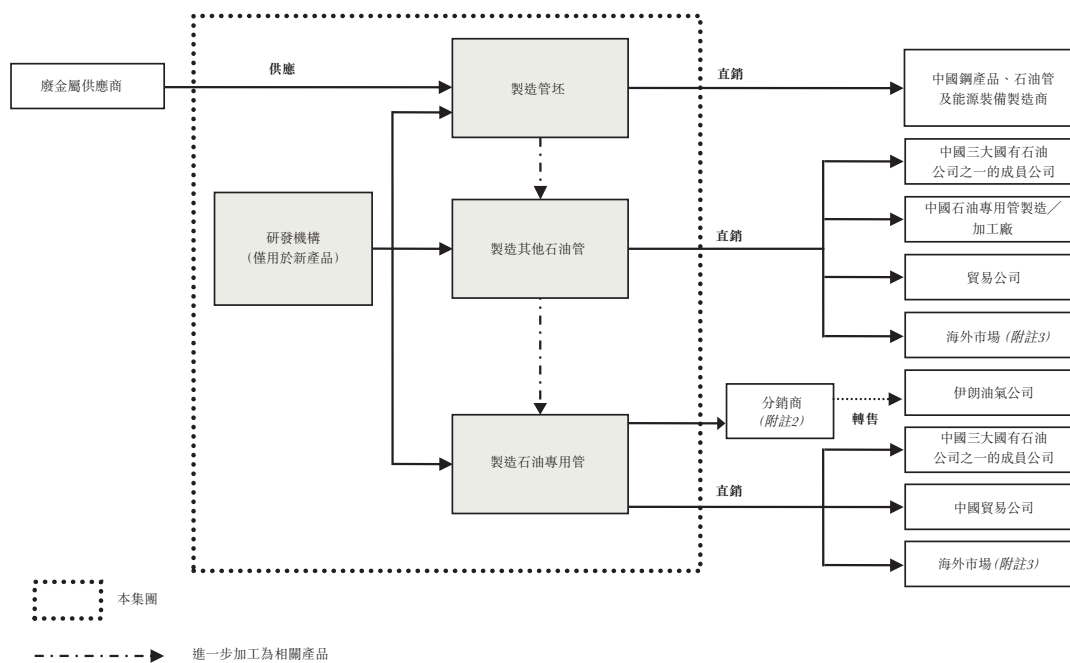 廢金屬供應商
供應
製造管坯
直銷
中國鋼產品、石油管
及能源裝備製造商
中國三大國有石油
公司之一的成員公司
研發機構
(僅用於新產品)
製造其他石油管
直銷
中國石油專用管製造／
加工廠
貿易公司
海外市場 (附註3)
製造石油專用管
分銷商
(附註2)
轉售
伊朗油氣公司
中國三大國有石油
公司之一的成員公司
直銷
中國貿易公司
海外市場(附註3)
本集團
進一步加工為相關產品